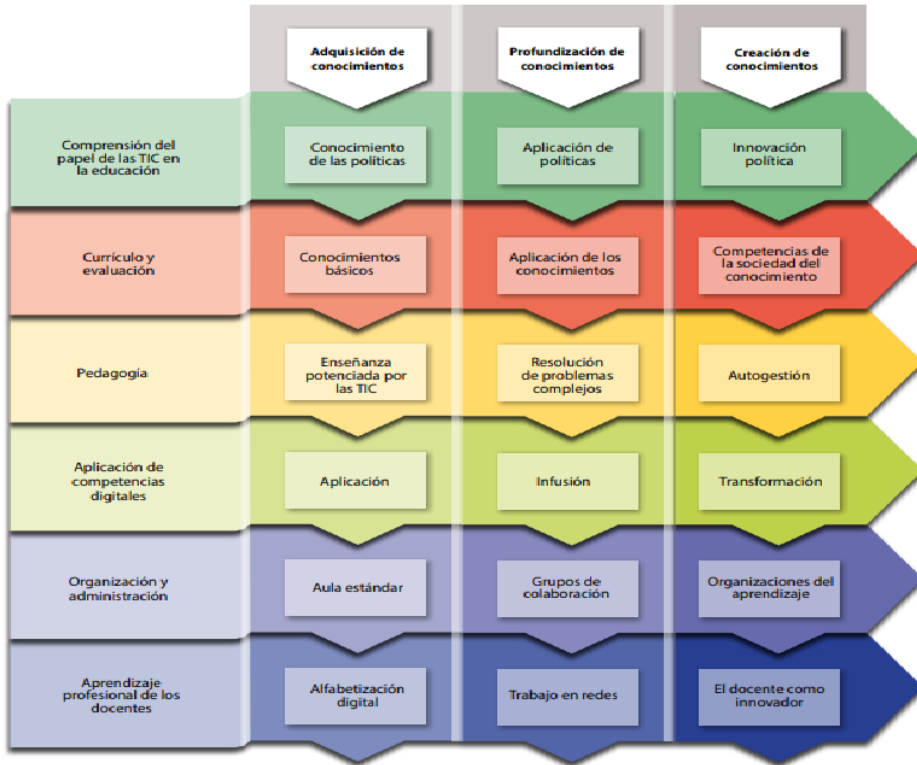 Adquisición de
conocimientos
Profundización de
conocimientos
Creación de
conocimientos
Comprensión del
papel de las TIC en
la educación
Conocimiento
de las políticas
Aplicación de
políticas
Innovación
política
Currículo y
evaluación
Conocimientos
básicos
Aplicación de los
conocimientos
Competencias de
la sociedad del
conocimiento
Pedagogía
Enseñanza
potenciada por
las TIC
Resolución
de problemas
complejos
Autogestión
Aplicación de
competencias
digitales
Aplicación
Infusión
Transformación
Organización y
administración
Aula estándar
Grupos de
colaboración
Organizaciones del
aprendizaje
Aprendizaje
profesional de los
docentes
Alfabetización
digital
Trabajo en redes
El docente como
innovador